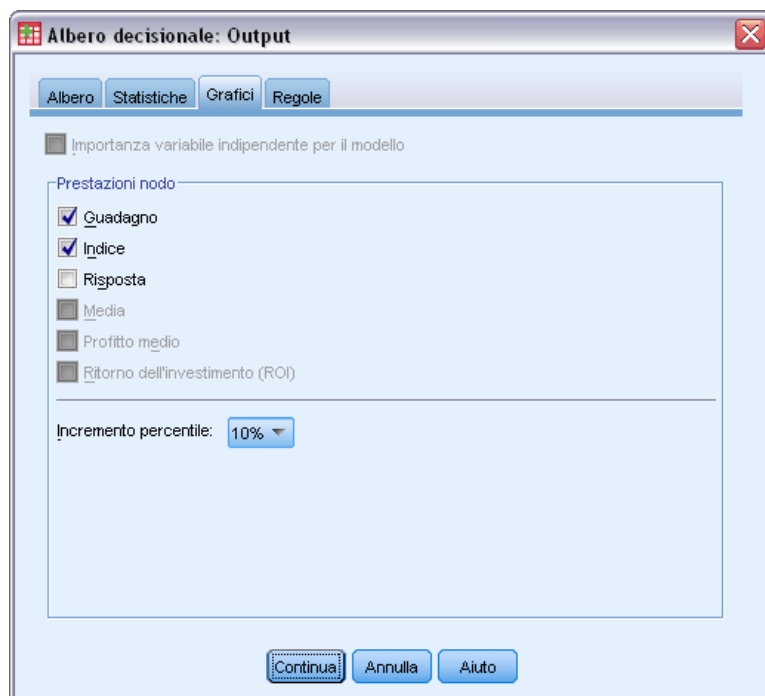 Albero decisionale: Output
Albero Statistiche Grafici Regole
Importanza variabile indipendente per il modello
Prestazioni nodo
Guadagno
Indice
Risposta
Media
Profitto medio
Ritorno dell'investimento (ROI)
Incremento percentile: 10%
Continua Annulla Aiuto